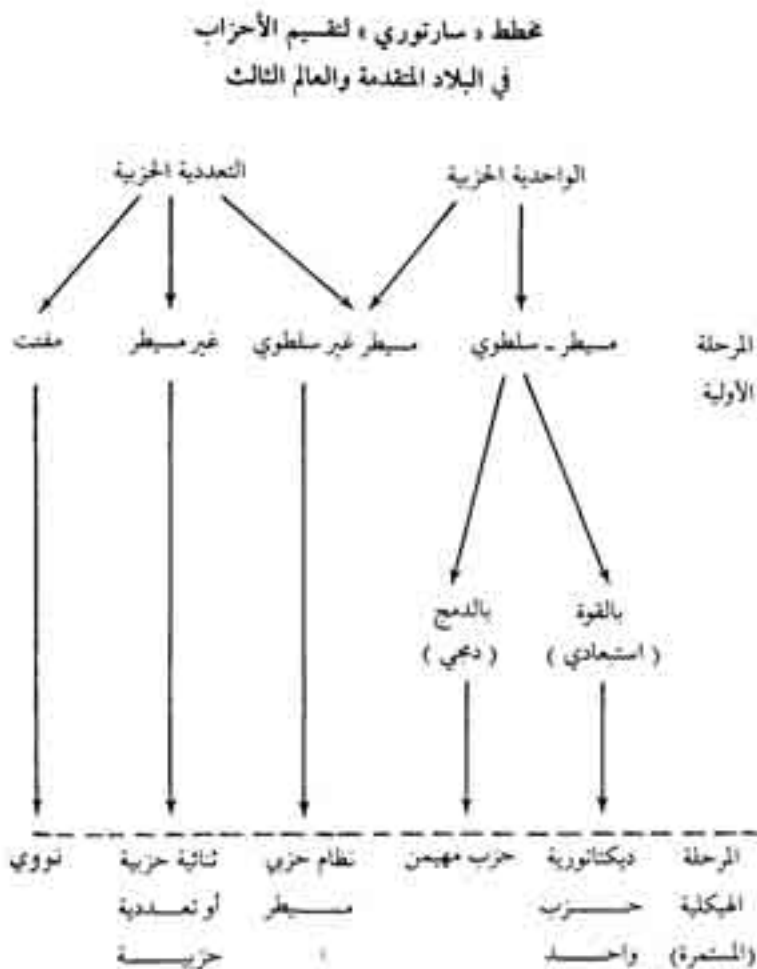 مخطط « سارتوري » لتقسيم الأحزاب
في البلاد المتقدمة والعالم الثالث
الواحدية الحزبية
التعددية الحزبية
المرحلة
الأولية
مسيطر ـ سلطوي
مسيطر غير سلطوي
غير مسيطر
مفتت
بالقوة
( استبعادي )
بالدمج
( دمجي )
المرحلة
الهيكلية
(المستمرة)
ديكتاتورية
حزب
واحد
حزب مهيمن
نظام حزبي
مسيطر
ثنائية حزبية
أو تعددية
حزبية
نووي